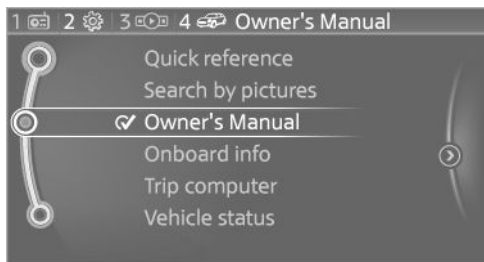 1 2 3 4 Owner's Manual
Quick reference
Search by pictures
Owner's Manual
Onboard info
Trip computer
Vehicle status